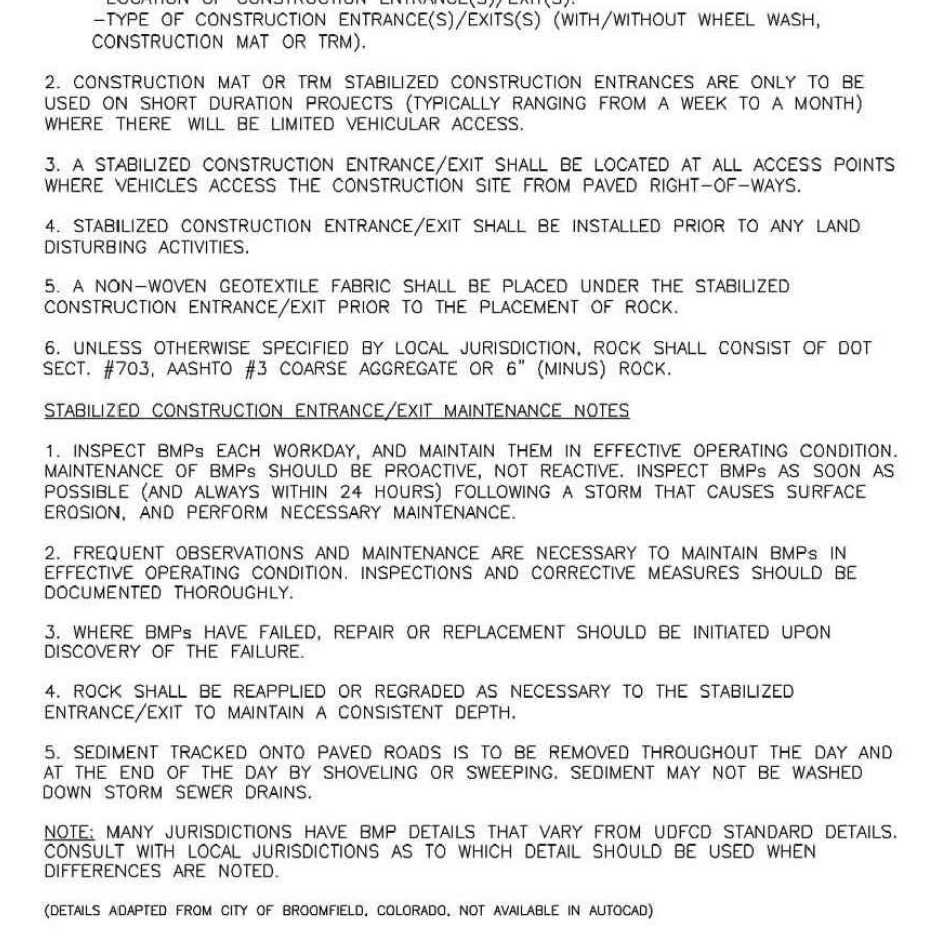 -LOCATION OF CONSTRUCTION ENTRANCE(S)/EXIT(S).
-TYPE OF CONSTRUCTION ENTRANCE(S)/EXITS(S) (WITH/WITHOUT WHEEL WASH,
CONSTRUCTION MAT OR TRM).
2. CONSTRUCTION MAT OR TRM STABILIZED CONSTRUCTION ENTRANCES ARE ONLY TO BE
USED ON SHORT DURATION PROJECTS (TYPICALLY RANGING FROM A WEEK TO A MONTH)
WHERE THERE WILL BE LIMITED VEHICULAR ACCESS.
3. A STABILIZED CONSTRUCTION ENTRANCE/EXIT SHALL BE LOCATED AT ALL ACCESS POINTS
WHERE VEHICLES ACCESS THE CONSTRUCTION SITE FROM PAVED RIGHT-OF-WAYS.
4. STABILIZED CONSTRUCTION ENTRANCE/EXIT SHALL BE INSTALLED PRIOR TO ANY LAND
DISTURBING ACTIVITIES.
5. A NON-WOVEN GEOTEXTILE FABRIC SHALL BE PLACED UNDER THE STABILIZED
CONSTRUCTION ENTRANCE/EXIT PRIOR TO THE PLACEMENT OF ROCK.
6. UNLESS OTHERWISE SPECIFIED BY LOCAL JURISDICTION, ROCK SHALL CONSIST OF DOT
SECT. #703, AASHTO #3 COARSE AGGREGATE OR 6" (MINUS) ROCK.
STABILIZED CONSTRUCTION ENTRANCE/EXIT MAINTENANCE NOTES
1. INSPECT BMPs EACH WORKDAY, AND MAINTAIN THEM IN EFFECTIVE OPERATING CONDITION.
MAINTENANCE OF BMPs SHOULD BE PROACTIVE, NOT REACTIVE. INSPECT BMPs AS SOON AS
POSSIBLE (AND ALWAYS WITHIN 24 HOURS) FOLLOWING A STORM THAT CAUSES SURFACE
EROSION, AND PERFORM NECESSARY MAINTENANCE.
2. FREQUENT OBSERVATIONS AND MAINTENANCE ARE NECESSARY TO MAINTAIN BMPs IN
EFFECTIVE OPERATING CONDITION. INSPECTIONS AND CORRECTIVE MEASURES SHOULD BE
DOCUMENTED THOROUGHLY.
3. WHERE BMPs HAVE FAILED, REPAIR OR REPLACEMENT SHOULD BE INITIATED UPON
DISCOVERY OF THE FAILURE.
4. ROCK SHALL BE REAPPLIED OR REGRADED AS NECESSARY TO THE STABILIZED
ENTRANCE/EXIT TO MAINTAIN A CONSISTENT DEPTH.
5. SEDIMENT TRACKED ONTO PAVED ROADS IS TO BE REMOVED THROUGHOUT THE DAY AND
AT THE END OF THE DAY BY SHOVELING OR SWEEPING. SEDIMENT MAY NOT BE WASHED
DOWN STORM SEWER DRAINS.
NOTE: MANY JURISDICTIONS HAVE BMP DETAILS THAT VARY FROM UDFCD STANDARD DETAILS.
CONSULT WITH LOCAL JURISDICTIONS AS TO WHICH DETAIL SHOULD BE USED WHEN
DIFFERENCES ARE NOTED.
(DETAILS ADAPTED FROM CITY OF BROOMFIELD, COLORADO, NOT AVAILABLE IN AUTOCAD)